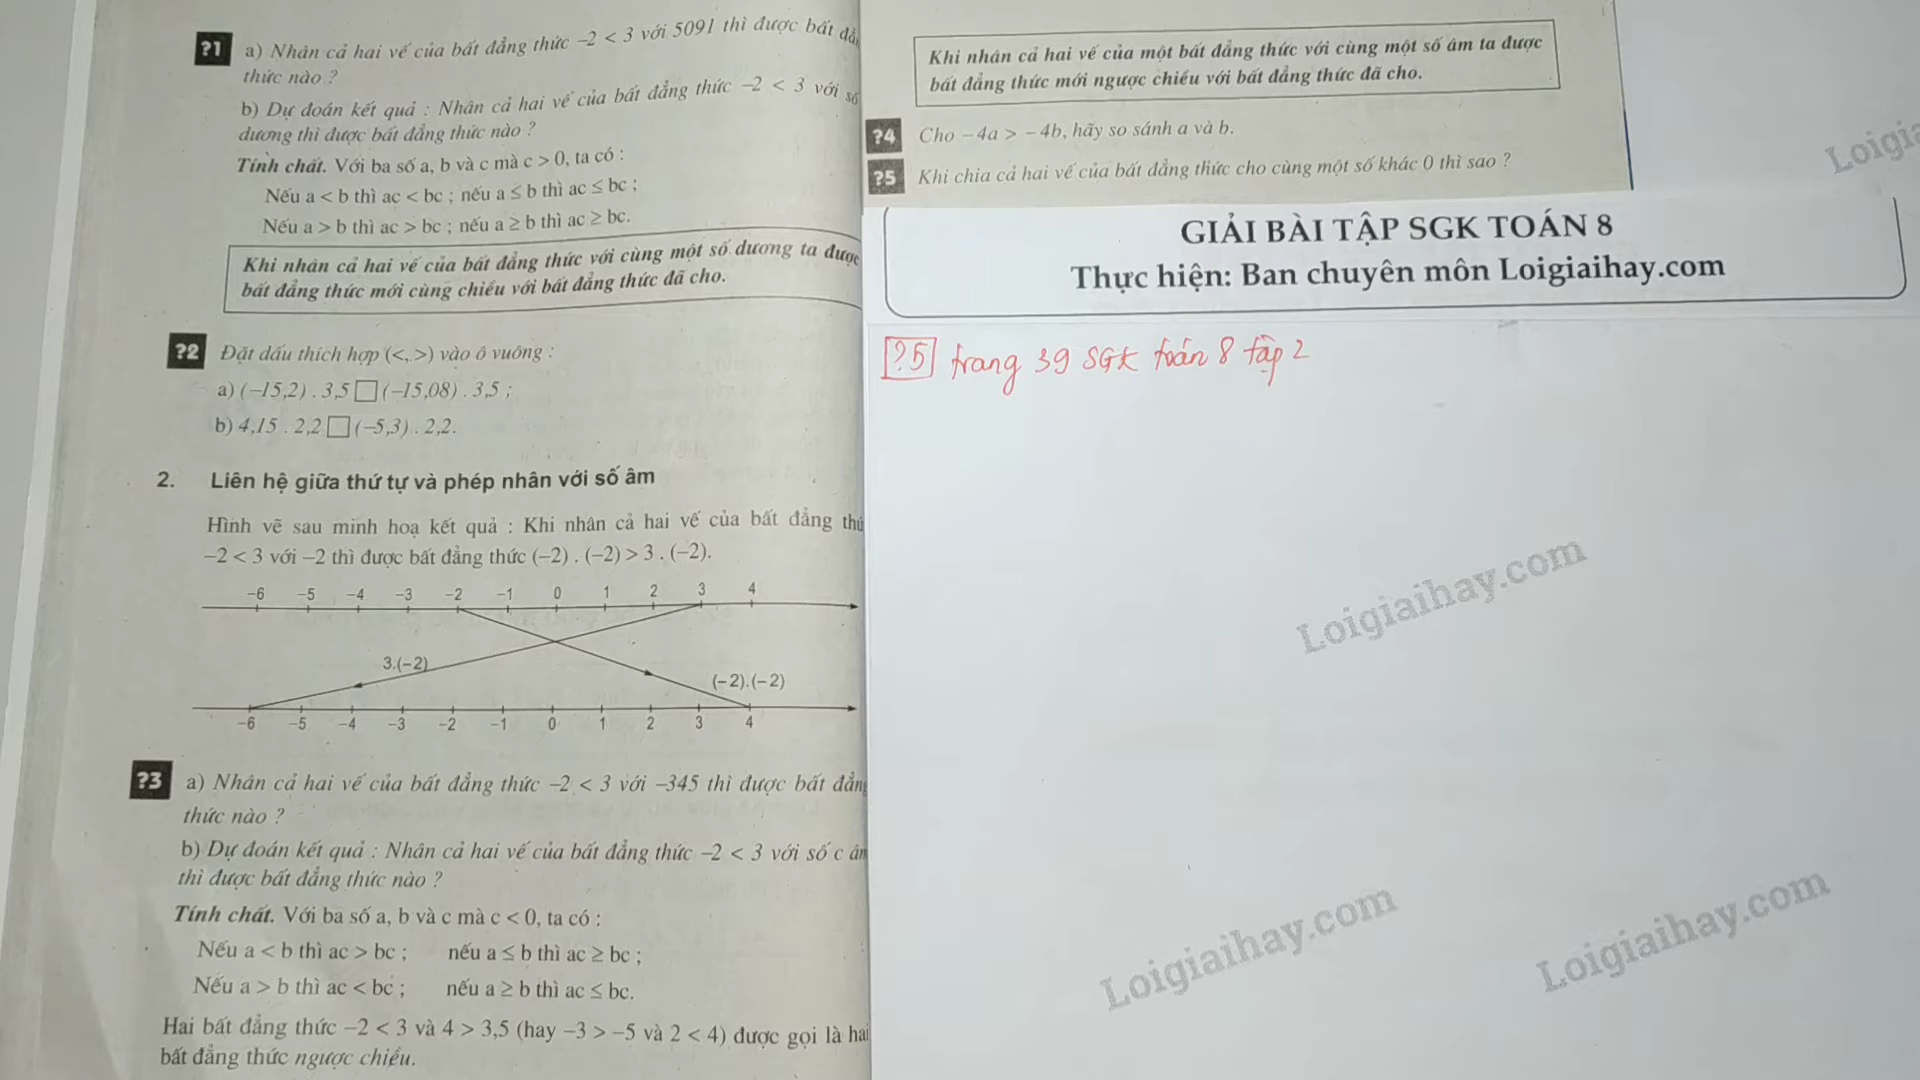 ?1 a) Nhân cả hai vế của bất đẳng thức −2 < 3 với 5091 thì được bất
thức nào ?
b) Dự đoán kết quả : Nhân cả hai vế của bất đẳng thức −2 < 3 với số
dương thì được bất đẳng thức nào ?
Tính chất. Với ba số a, b và c mà c > 0, ta có :
Nếu a < b thì ac < bc ; nếu a ≤ b thì ac ≤ bc ;
Nếu a > b thì ac > bc ; nếu a ≥ b thì ac ≥ bc.
Khi nhân cả hai vế của bất đẳng thức với cùng một số dương ta được
bất đẳng thức mới cùng chiều với bất đẳng thức đã cho.
?2 Đặt dấu thích hợp (<, >) vào ô vuông :
a) (−15,2) . 3,5 □ (−15,08) . 3,5 ;
b) 4,15 . 2,2 □ (−5,3) . 2,2.
2. Liên hệ giữa thứ tự và phép nhân với số âm
Hình vẽ sau minh hoạ kết quả : Khi nhân cả hai vế của bất đẳng
−2 < 3 với −2 thì được bất đẳng thức (−2) . (−2) > 3 . (−2).
−6 −5 −4 −3 −2 −1 0 1 2 3 4
3.(−2)
(−2).(−2)
−6 −5 −4 −3 −2 −1 0 1 2 3 4
?3 a) Nhân cả hai vế của bất đẳng thức −2 < 3 với −345 thì được bất
thức nào ?
b) Dự đoán kết quả : Nhân cả hai vế của bất đẳng thức −2 < 3 với số c
thì được bất đẳng thức nào ?
Tính chất. Với ba số a, b và c mà c < 0, ta có :
Nếu a < b thì ac > bc ; nếu a ≤ b thì ac ≥ bc ;
Nếu a > b thì ac < bc ; nếu a ≥ b thì ac ≤ bc.
Hai bất đẳng thức −2 < 3 và 4 > 3,5 (hay −3 > −5 và 2 < 4) được gọi là
bất đẳng thức ngược chiều.
Khi nhân cả hai vế của một bất đẳng thức với cùng một số âm ta được
bất đẳng thức mới ngược chiều với bất đẳng thức đã cho.
?4 Cho −4a > −4b, hãy so sánh a và b.
?5 Khi chia cả hai vế của bất đẳng thức cho cùng một số khác 0 thì sao ?
GIẢI BÀI TẬP SGK TOÁN 8
Thực hiện: Ban chuyên môn Loigiaihay.com
?5 trang 39 SGK toán 8 tập 2
Loigiaihay.com
Loigiaihay.com
Loigiaihay.com